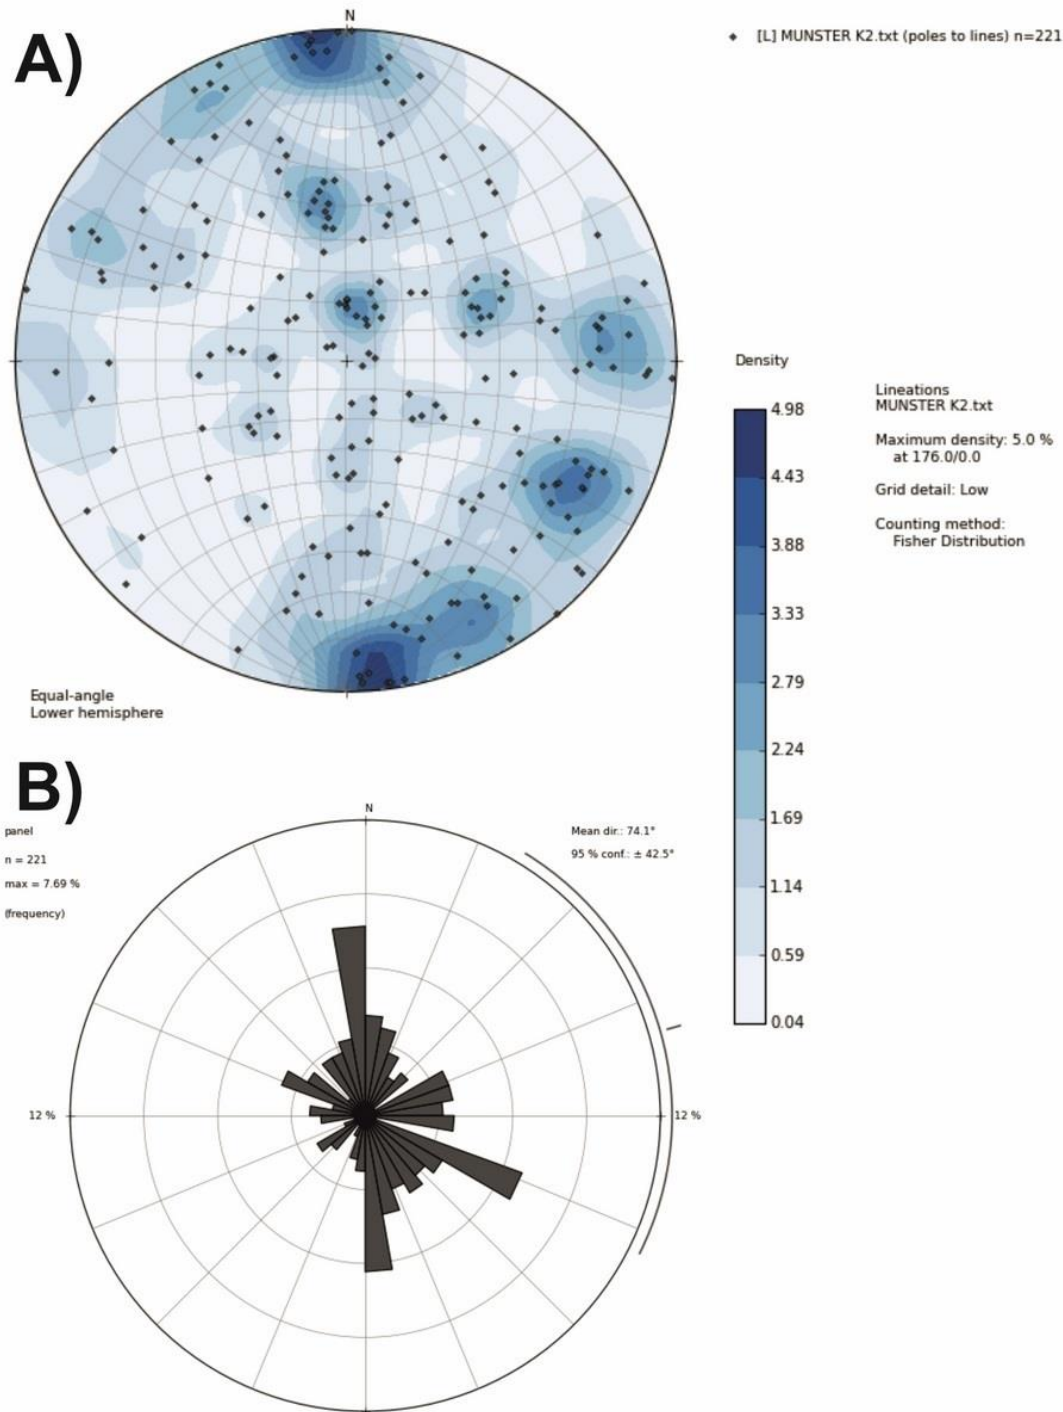 A)
N
[L] MUNSTER K2.txt (poles to lines) n=221
Density
4.98
4.43
3.88
3.33
2.79
2.24
1.69
1.14
0.59
0.04
Lineations
MUNSTER K2.txt
Maximum density: 5.0 %
at 176.0/0.0
Grid detail: Low
Counting method:
Fisher Distribution
Equal-angle
Lower hemisphere
B)
panel
n = 221
max = 7.69 %
(frequency)
N
Mean dir.: 74.1°
95 % conf.: ± 42.5°
12 %
12 %